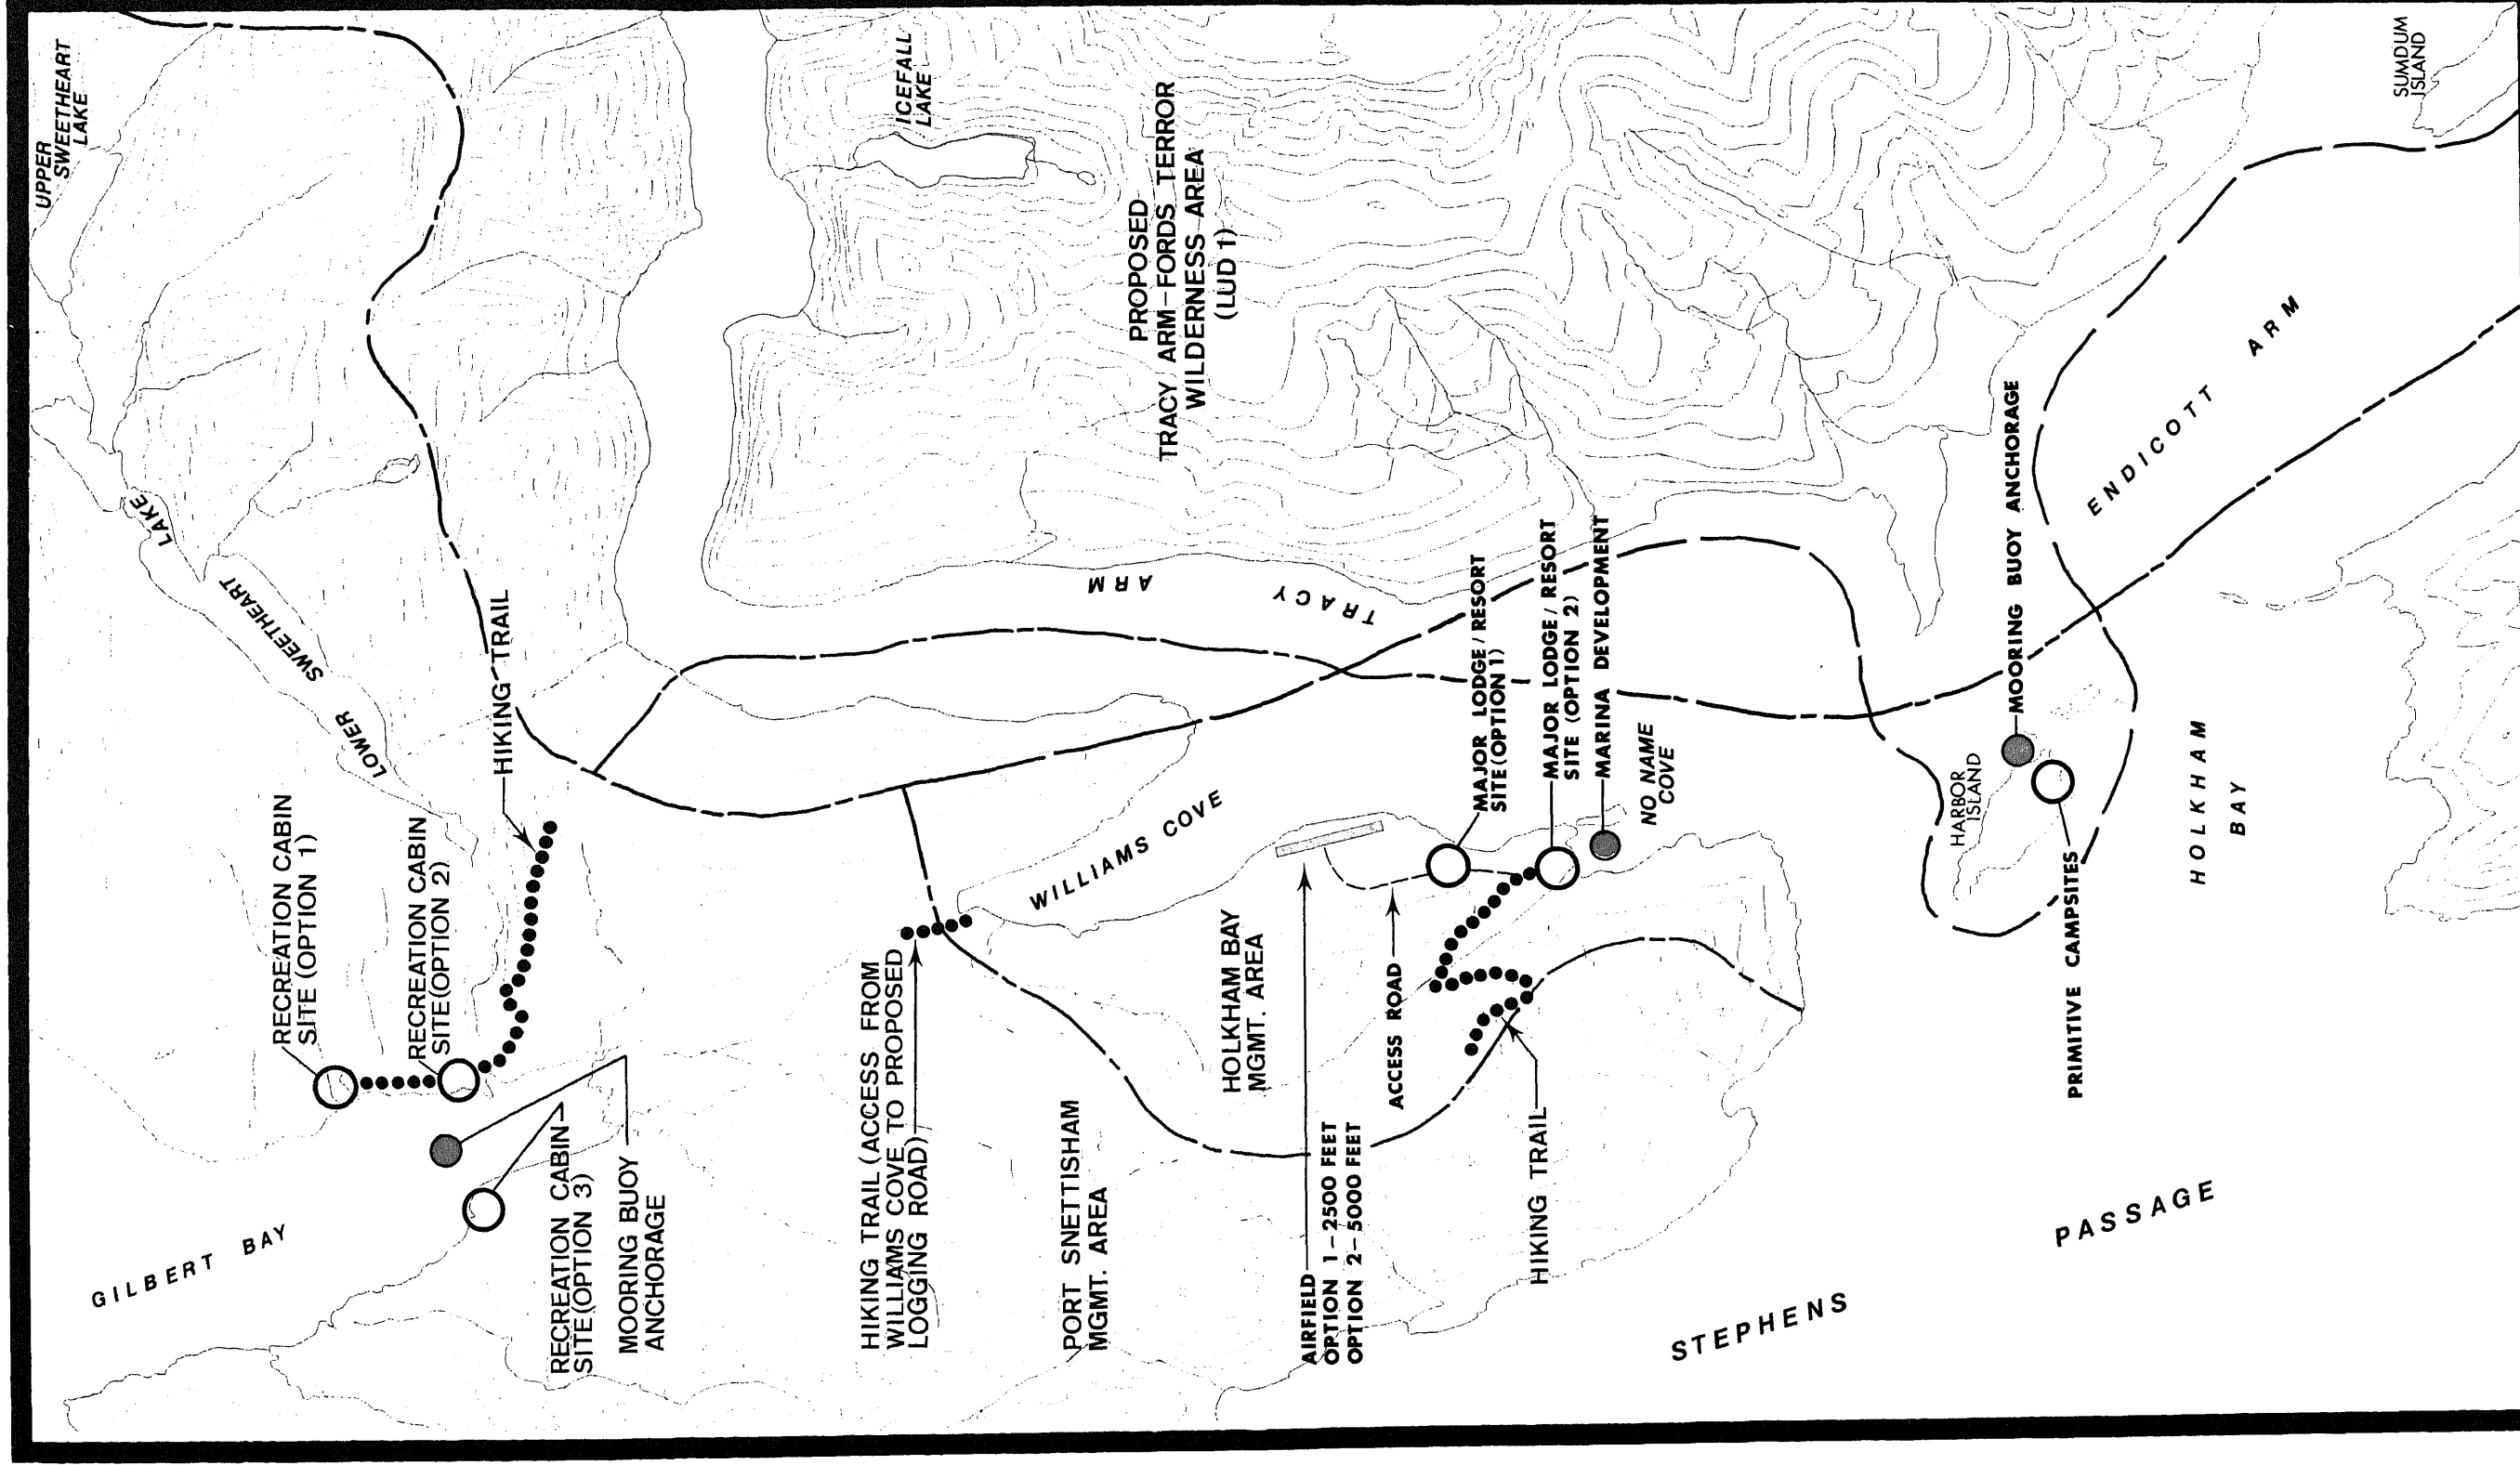 UPPER
SWEETHEART
LAKE
ICEFALL
LAKE
SUMDUM
ISLAND
PROPOSED
TRACY ARM-FORDS TERROR
WILDERNESS AREA
(LUD 1)
LOWER SWEETHEART LAKE
HIKING TRAIL
RECREATION CABIN
SITE (OPTION 1)
RECREATION CABIN
SITE(OPTION 2)
RECREATION CABIN
SITE(OPTION 3)
MOORING BUOY
ANCHORAGE
GILBERT BAY
HIKING TRAIL (ACCESS FROM
WILLIAMS COVE TO PROPOSED
LOGGING ROAD)
PORT SNETTISHAM
MGMT. AREA
WILLIAMS COVE
TRACY ARM
HOLKHAM BAY
MGMT. AREA
AIRFIELD
OPTION 1-2500 FEET
OPTION 2-5000 FEET
ACCESS ROAD
MAJOR LODGE / RESORT
SITE(OPTION 1)
MAJOR LODGE / RESORT
SITE (OPTION 2)
MARINA DEVELOPMENT
NO NAME
COVE
HIKING TRAIL
MOORING BUOY ANCHORAGE
HARBOR
ISLAND
PRIMITIVE CAMPSITES
ENDICOTT ARM
HOLKHAM
BAY
STEPHENS PASSAGE